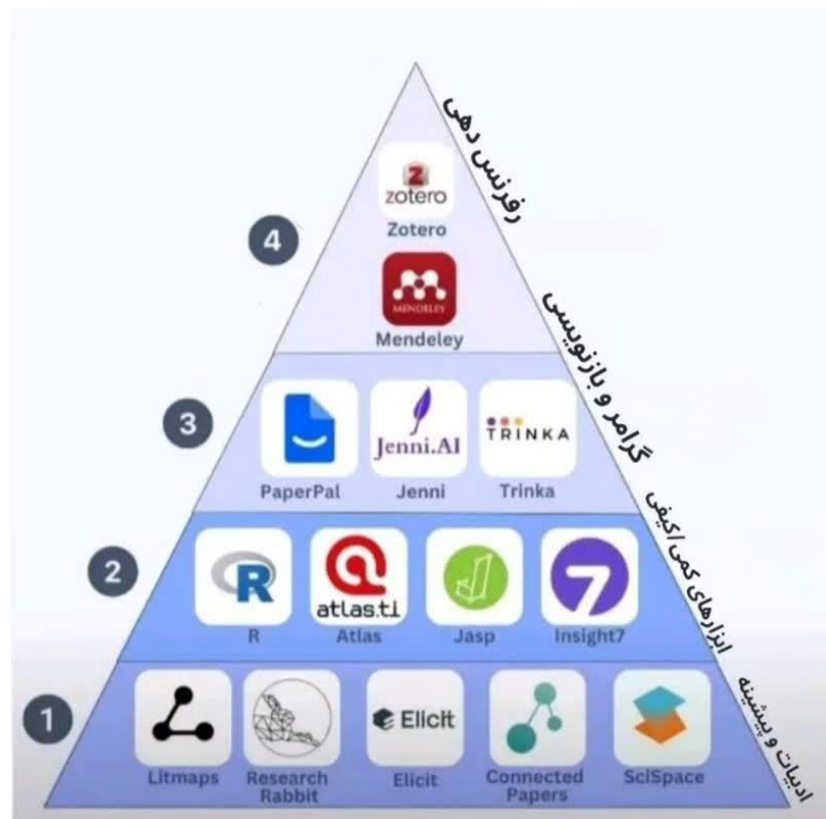 رفرنس دهی
zotero
Zotero
4
MENDELEY
Mendeley
گرامر و بازنویسی
3
Jenni.AI
TRINKA
PaperPal
Jenni
Trinka
ابزارهای کمی/کیفی
2
R
atlas.ti
R
Atlas
Jasp
Insight7
ادبیات و پیشینه
1
Elicit
Litmaps
Research
Rabbit
Elicit
Connected
Papers
SciSpace